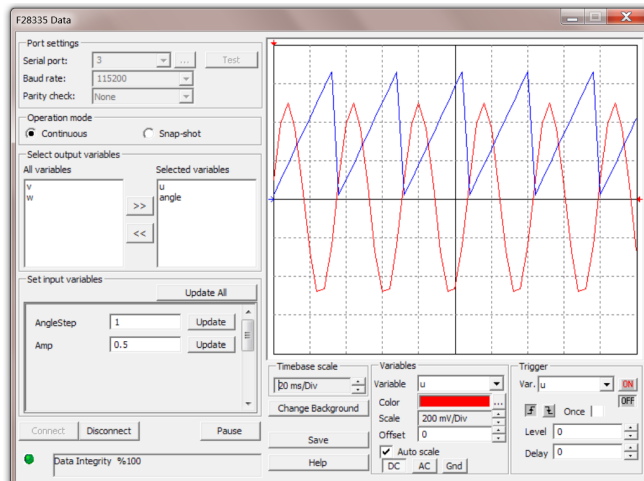 F28335 Data
Port settings
Serial port: 3 ... Test
Baud rate: 115200
Parity check: None
Operation mode
Continuous Snap-shot
Select output variables
All variables Selected variables
v u
w angle
>>
<<
Set input variables
Update All
AngleStep 1 Update
Amp 0.5 Update
Connect Disconnect Pause
Data Integrity %100
Timebase scale
20 ms/Div
Change Background
Save
Help
Variables
Variable u
Color ...
Scale 200 mV/Div
Offset 0
Auto scale
DC AC Gnd
Trigger
Var. u ON
OFF
Once
Level 0
Delay 0